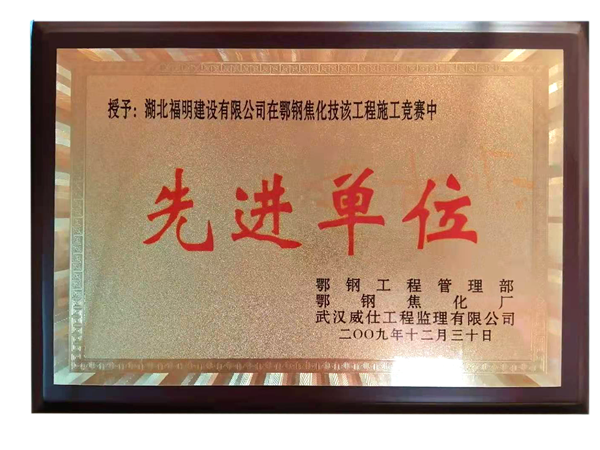 授予：湖北福明建设有限公司在鄂钢焦化技该工程施工竞赛中
先进单位
鄂钢工程管理部
鄂钢焦化厂
武汉威仕工程监理有限公司
二〇〇九年十二月三十日